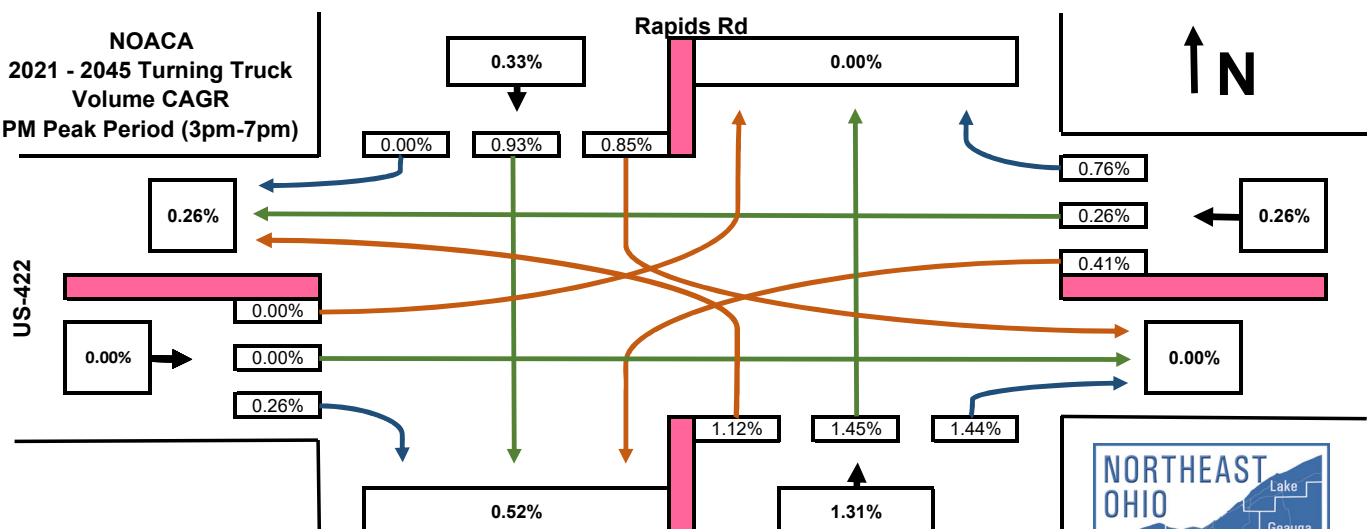 NOACA
2021 - 2045 Turning Truck
Volume CAGR
PM Peak Period (3pm-7pm)
Rapids Rd
0.33%
0.00%
N
0.00%
0.93%
0.85%
0.76%
0.26%
0.26%
0.26%
0.41%
US-422
0.00%
0.00%
0.00%
0.00%
0.26%
1.12%
1.45%
1.44%
0.52%
1.31%
NORTHEAST
OHIO
Lake
Geauga